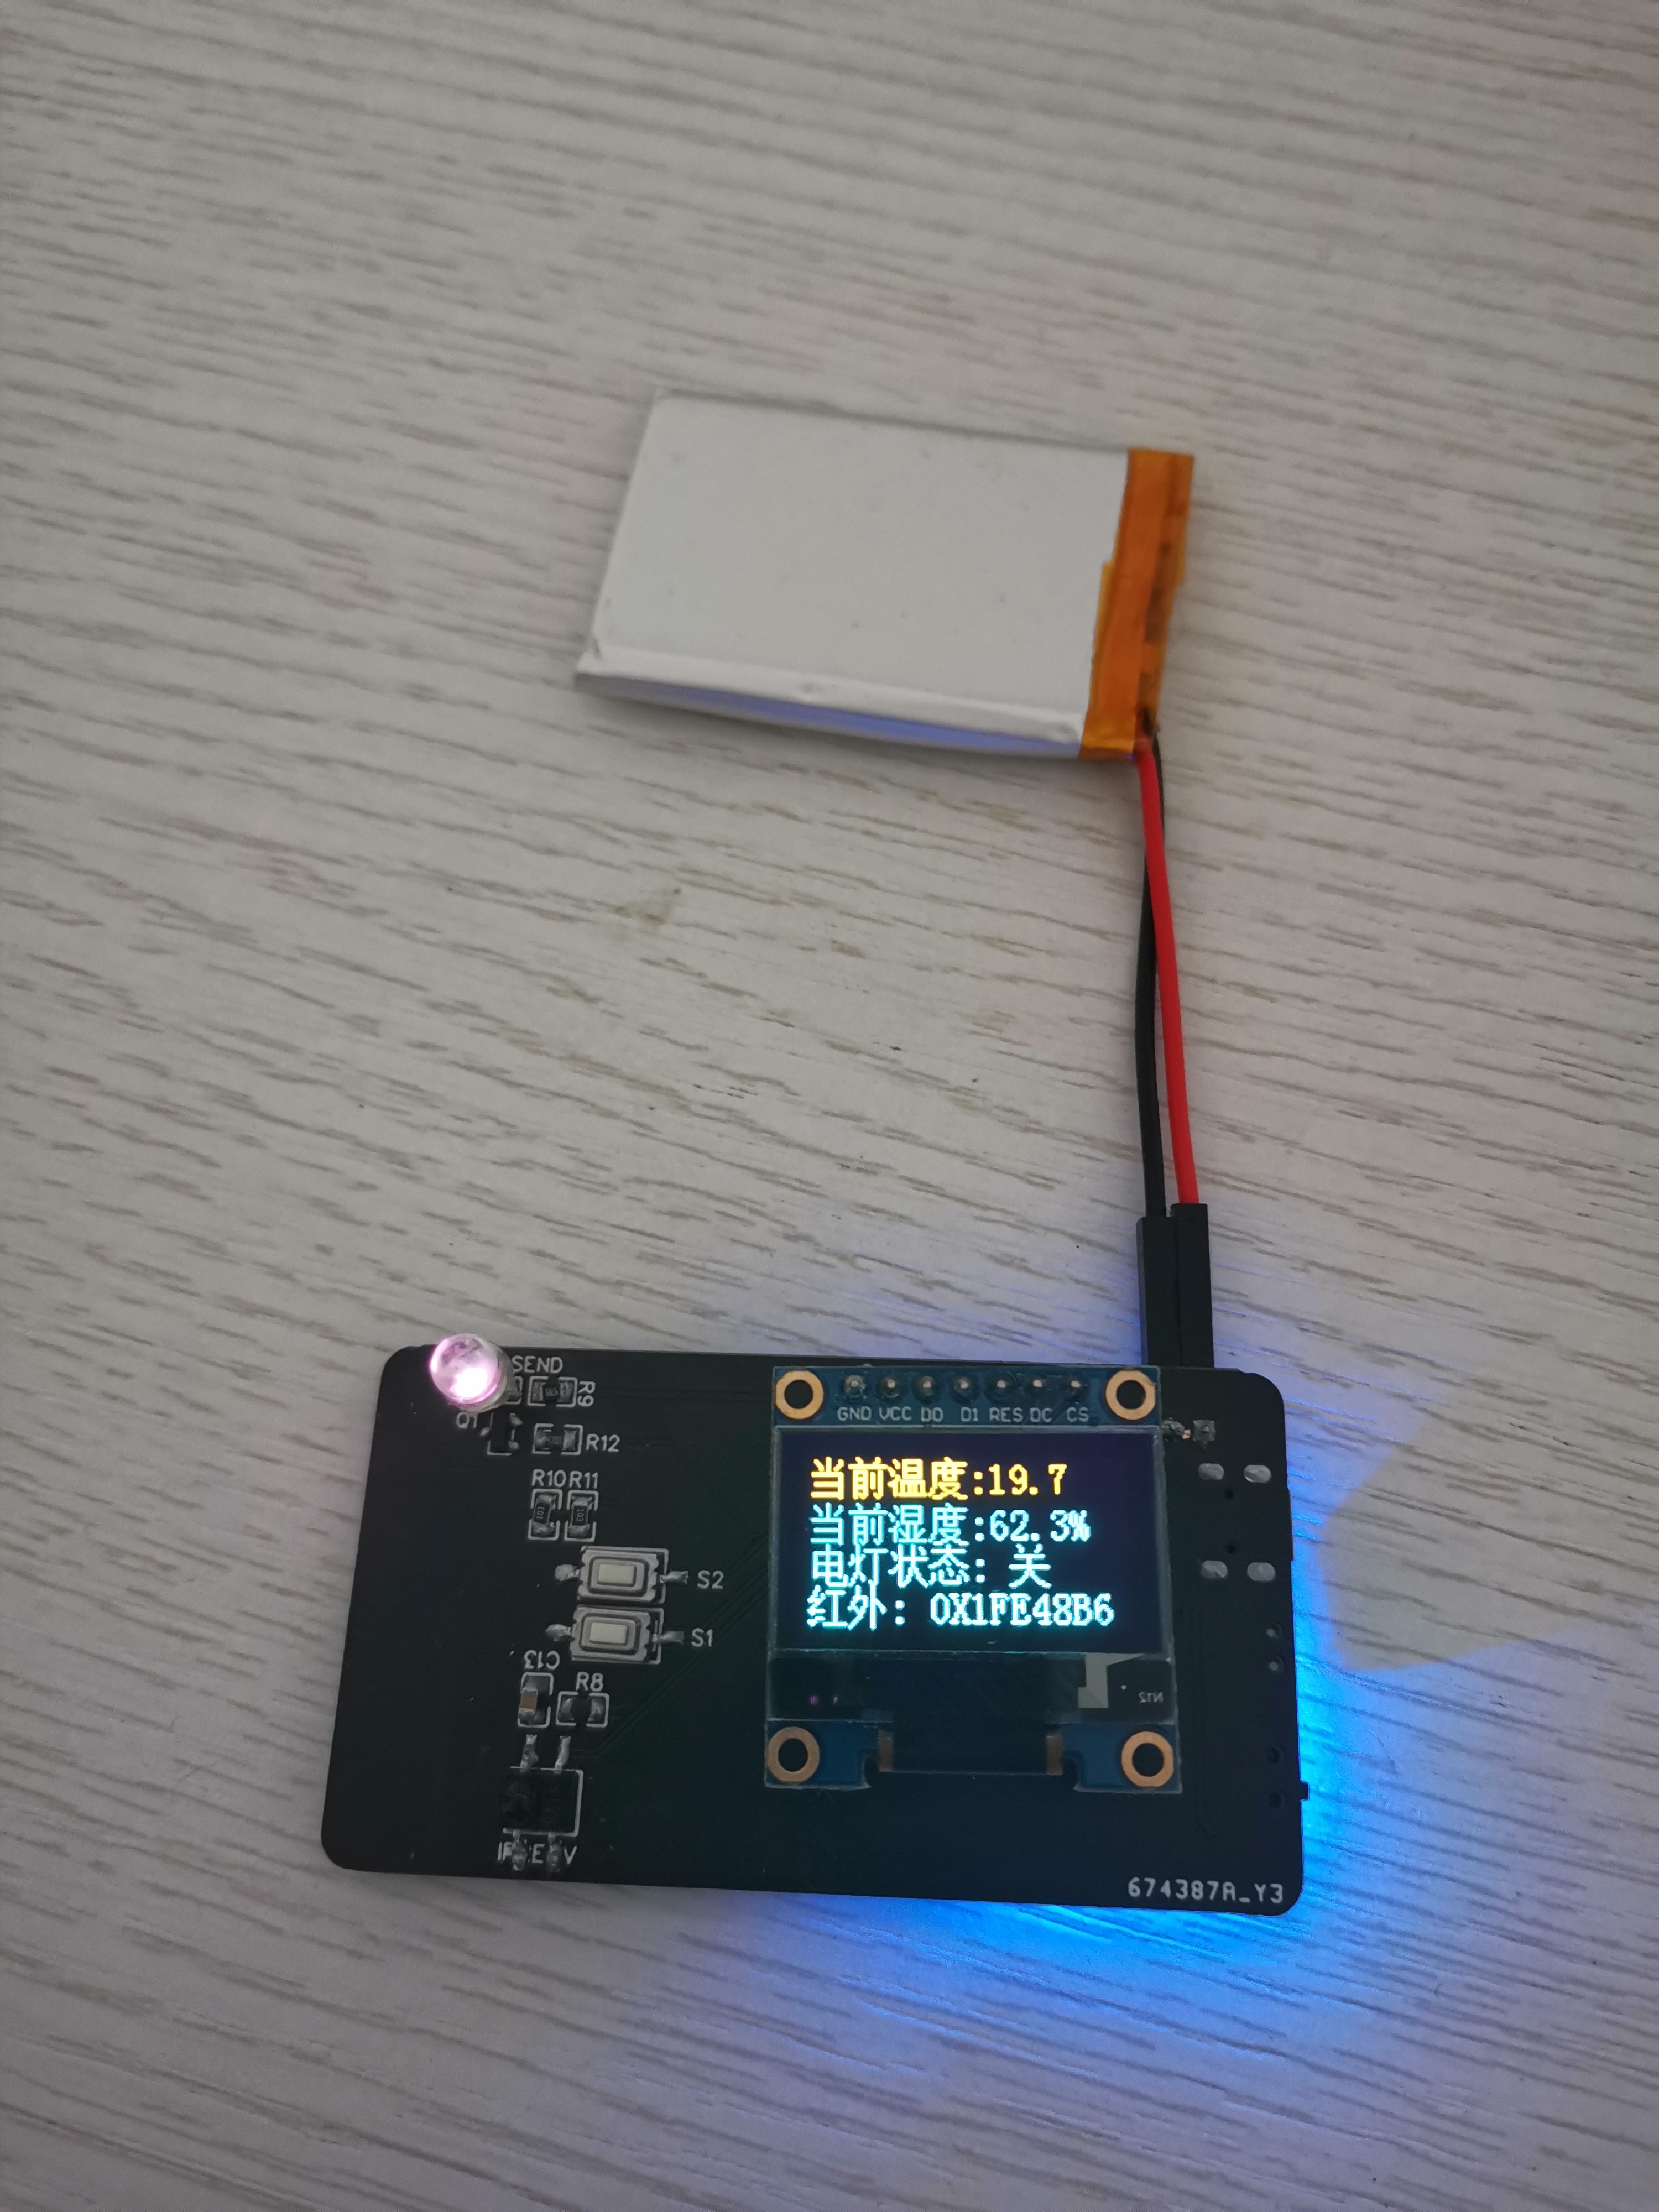 SEND
R9
Q1
R12
R10 R11
S2
S1
C13
R8
GND VCC D0 D1 RES DC CS
当前温度:19.7
当前湿度:62.3%
电灯状态: 关
红外: 0X1FE48B6
N12
674387A_Y3